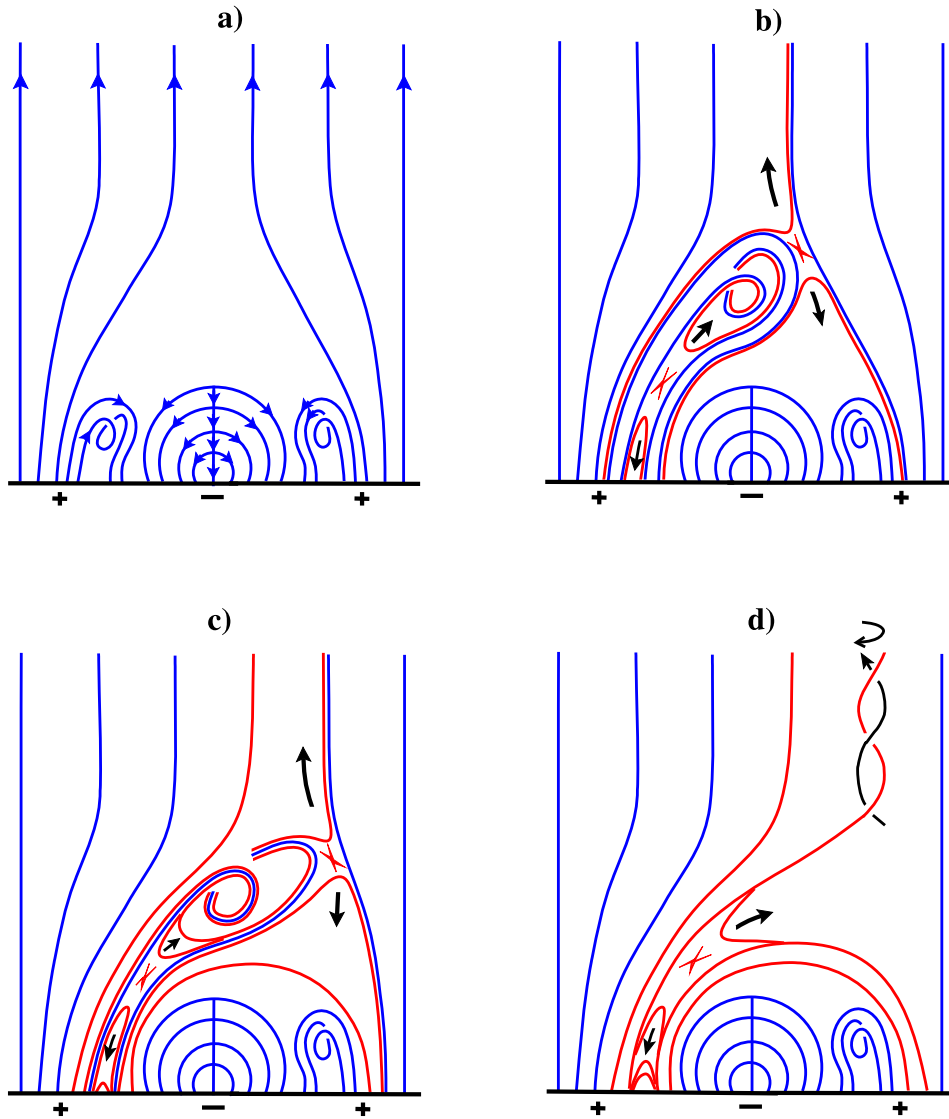 a)
b)
+ − +
+ − +
c)
d)
+ − +
+ − +